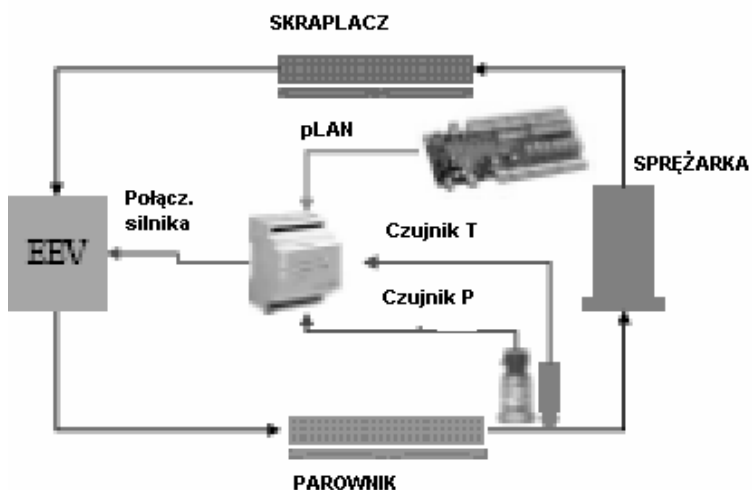 SKRAPLACZ
pLAN
SPRĘŻARKA
Połącz.
silnika
EEV
Czujnik T
Czujnik P
PAROWNIK